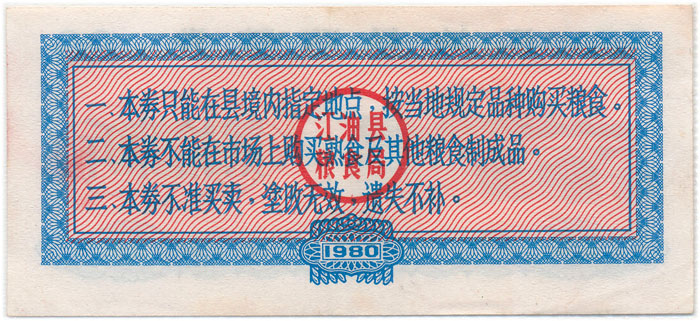 一、本券只能在县境内指定地点，按当地规定品种购买粮食。
二、本券不能在市场上购买熟食及其他粮食制成品。
三、本券不准买卖，塗改无效，遗失不补。
江油县
粮食局
1980